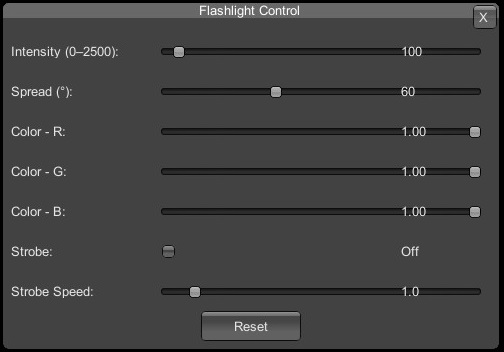 Flashlight Control
X
Intensity (0–2500): 100
Spread (°): 60
Color - R: 1.00
Color - G: 1.00
Color - B: 1.00
Strobe: Off
Strobe Speed: 1.0
Reset